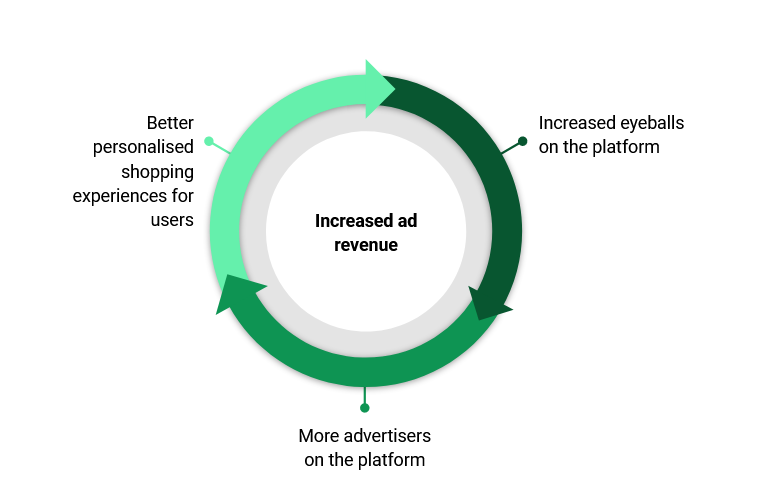 Better
personalised
shopping
experiences for
users
Increased eyeballs
on the platform
Increased ad
revenue
More advertisers
on the platform